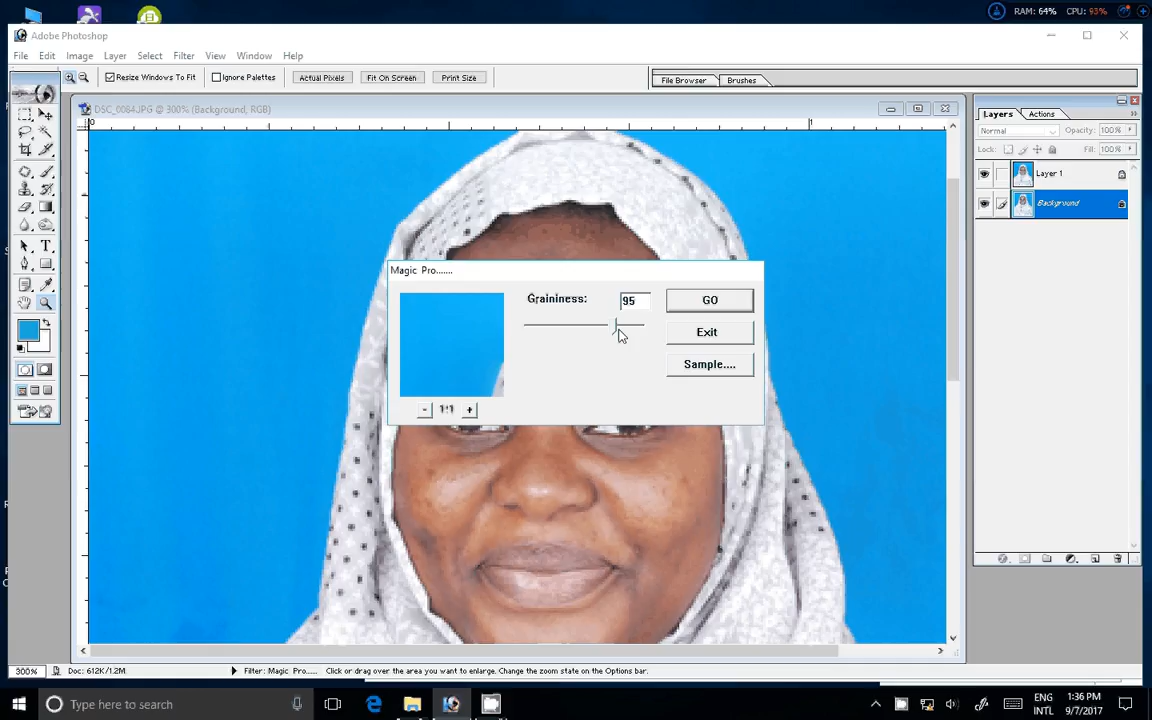 RAM: 64% CPU: 93%
Adobe Photoshop
File Edit Image Layer Select Filter View Window Help
Resize Windows To Fit Ignore Palettes Actual Pixels Fit On Screen Print Size File Browser Brushes
DSC_0084.JPG @ 300% (Background, RGB)
0 1
Layers Actions
Normal Opacity: 100%
Lock: Fill: 100%
Layer 1
Background
Magic Pro.......
Graininess: 95 GO
Exit
Sample....
- 1:1 +
300% Doc: 612K/1.2M Filter: Magic Pro.... Click or drag over the area you want to enlarge. Change the zoom state on the Options bar.
Type here to search
ENG 1:36 PM
INTL 9/7/2017